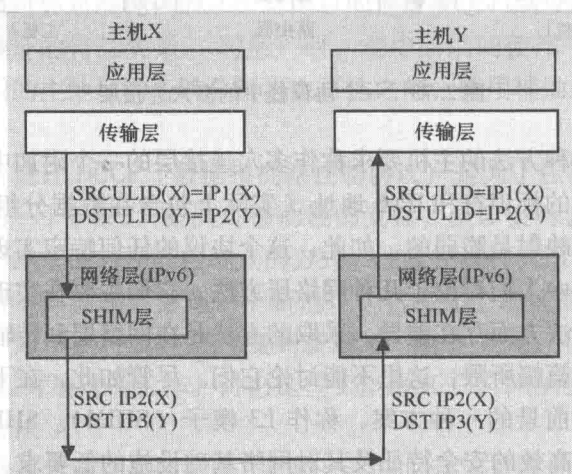 主机X
应用层
传输层
SRCULID(X)=IP1(X)
DSTULID(Y)=IP2(Y)
网络层(IPv6)
SHIM层
SRC IP2(X)
DST IP3(Y)
主机Y
应用层
传输层
SRCULID=IP1(X)
DSTULID=IP2(Y)
网络层(IPv6)
SHIM层
SRC IP2(X)
DST IP3(Y)